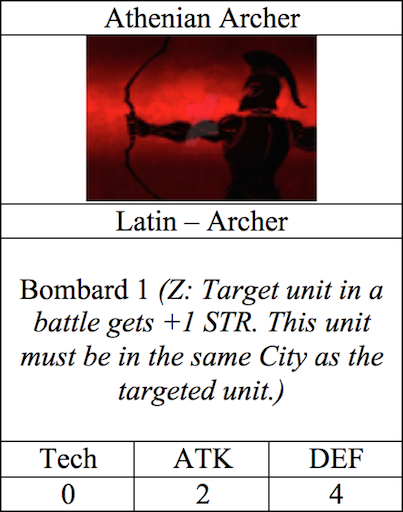 Athenian Archer
Latin – Archer
Bombard 1 (Z: Target unit in a
battle gets +1 STR. This unit
must be in the same City as the
targeted unit.)
Tech ATK DEF
0 2 4